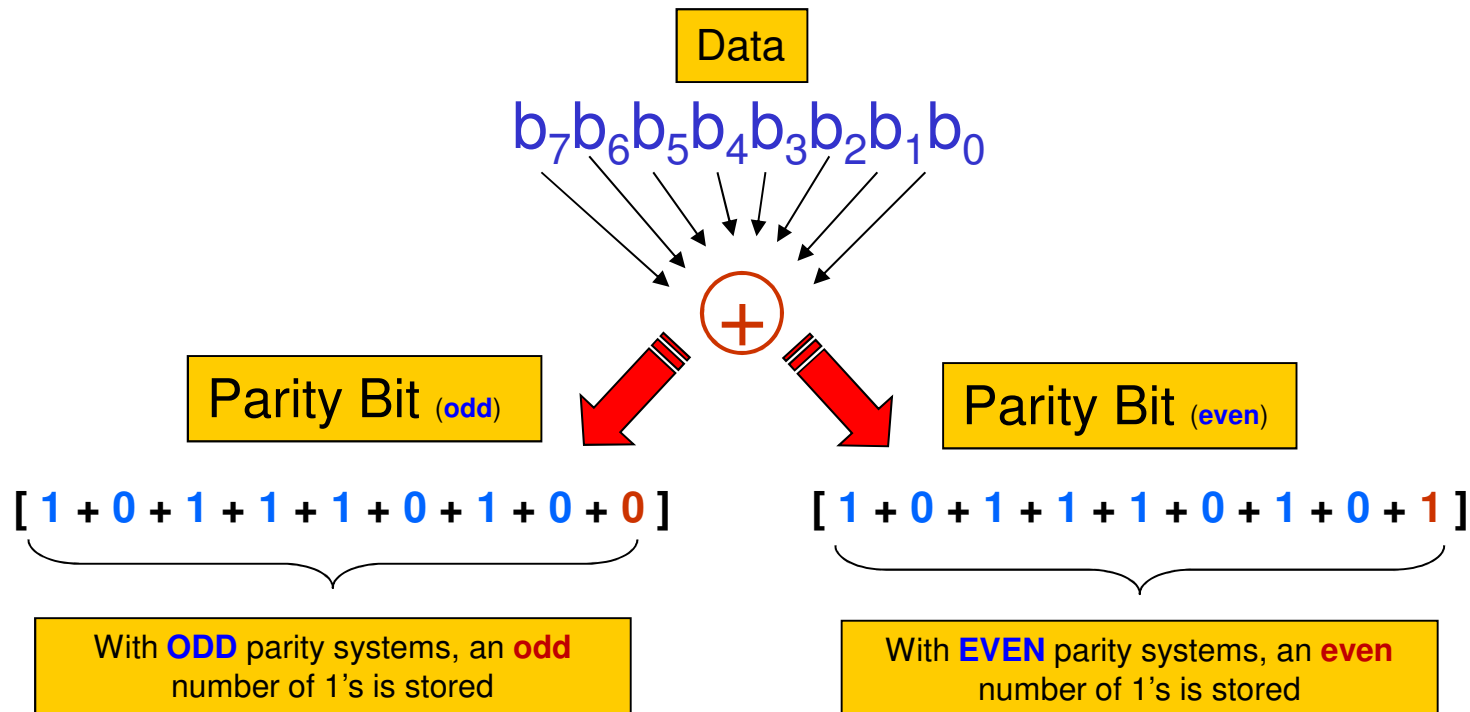 Data
b₇b₆b₅b₄b₃b₂b₁b₀
+
Parity Bit (odd)
Parity Bit (even)
[ 1 + 0 + 1 + 1 + 1 + 0 + 1 + 0 + 0 ]
[ 1 + 0 + 1 + 1 + 1 + 0 + 1 + 0 + 1 ]
With ODD parity systems, an odd
number of 1's is stored
With EVEN parity systems, an even
number of 1's is stored